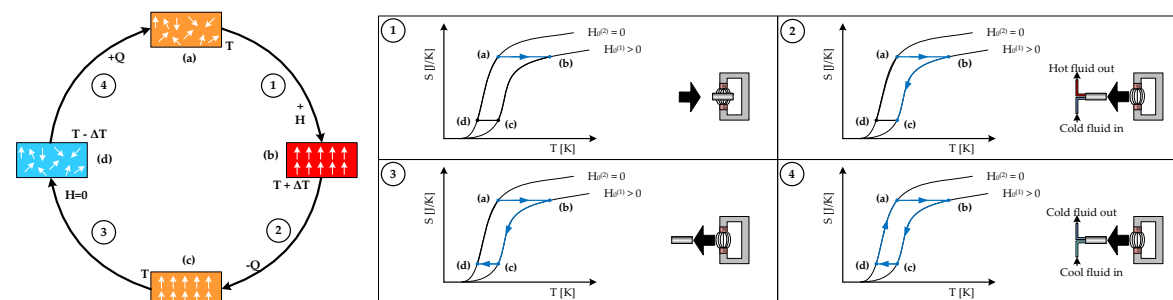 T
(a)
+Q
4
1
+
H
T - ΔT
(d)
(b)
T + ΔT
H=0
3
2
(c)
T
-Q
1
S [J/K]
H₀⁽²⁾ = 0
H₀⁽¹⁾ > 0
(a)
(b)
(d)
(c)
T [K]
2
S [J/K]
H₀⁽²⁾ = 0
H₀⁽¹⁾ > 0
(a)
(b)
(d)
(c)
T [K]
Hot fluid out
Cold fluid in
3
S [J/K]
H₀⁽²⁾ = 0
H₀⁽¹⁾ > 0
(a)
(b)
(d)
(c)
T [K]
4
S [J/K]
H₀⁽²⁾ = 0
H₀⁽¹⁾ > 0
(a)
(b)
(d)
(c)
T [K]
Cold fluid out
Cool fluid in